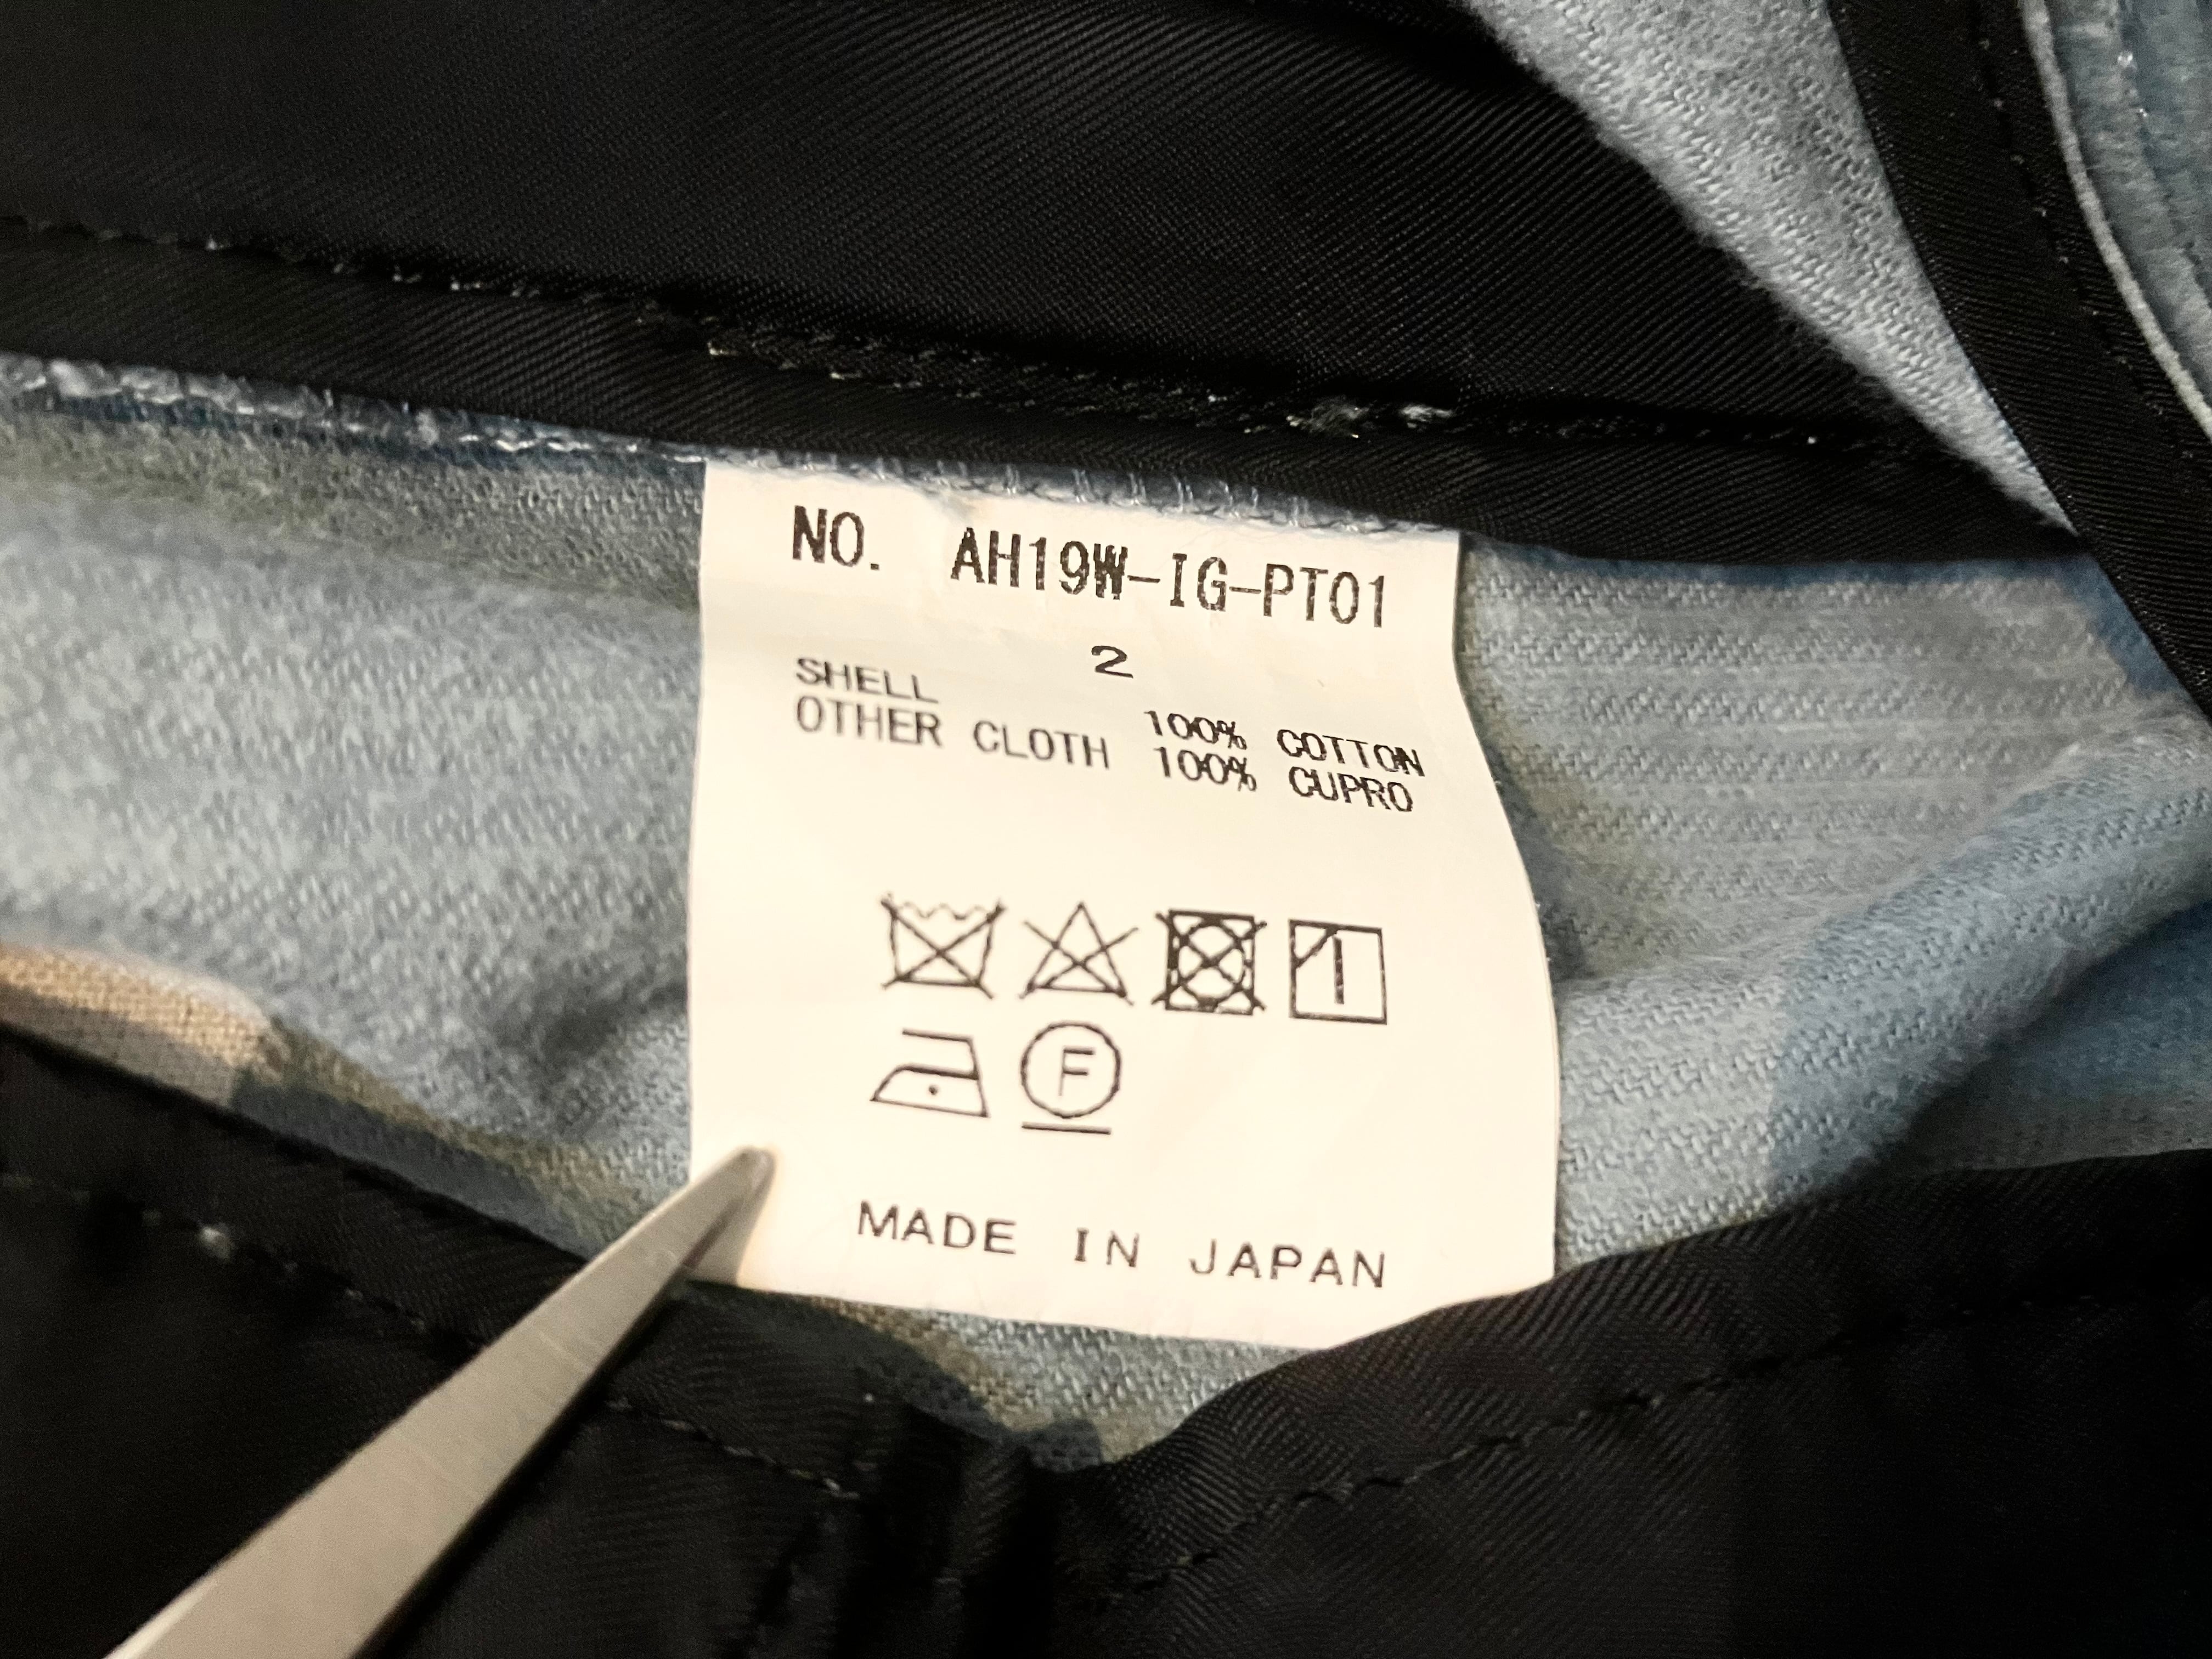 NO. AH19W-IG-PT01
2
SHELL 100% COTTON
OTHER CLOTH 100% CUPRO
F
MADE IN JAPAN